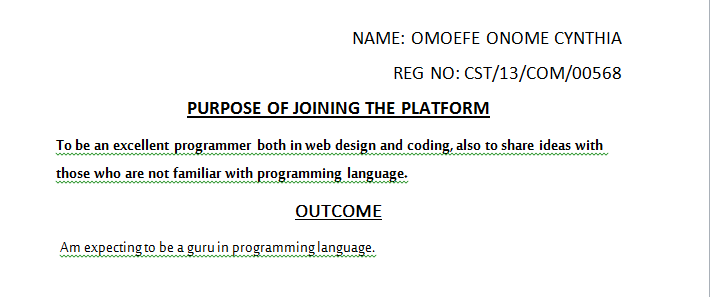 NAME: OMOEFE ONOME CYNTHIA
REG NO: CST/13/COM/00568
PURPOSE OF JOINING THE PLATFORM
To be an excellent programmer both in web design and coding, also to share ideas with
those who are not familiar with programming language.
OUTCOME
Am expecting to be a guru in programming language.